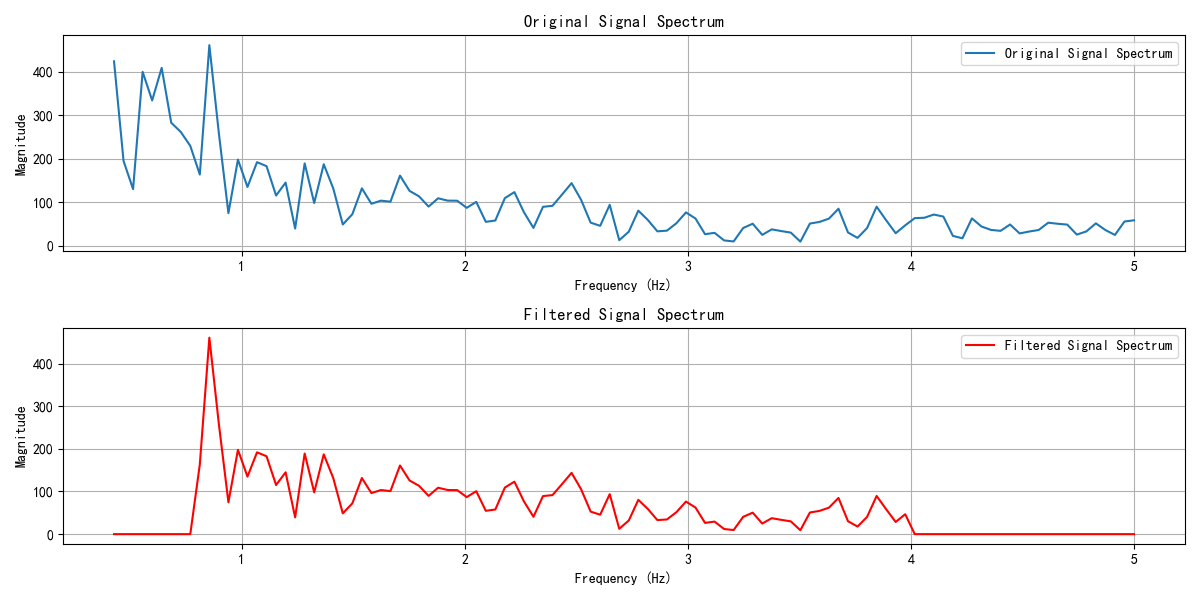 Original Signal Spectrum
Original Signal Spectrum
400
300
200
100
0
Magnitude
1 2 3 4 5
Frequency (Hz)
Filtered Signal Spectrum
Filtered Signal Spectrum
400
300
200
100
0
Magnitude
1 2 3 4 5
Frequency (Hz)